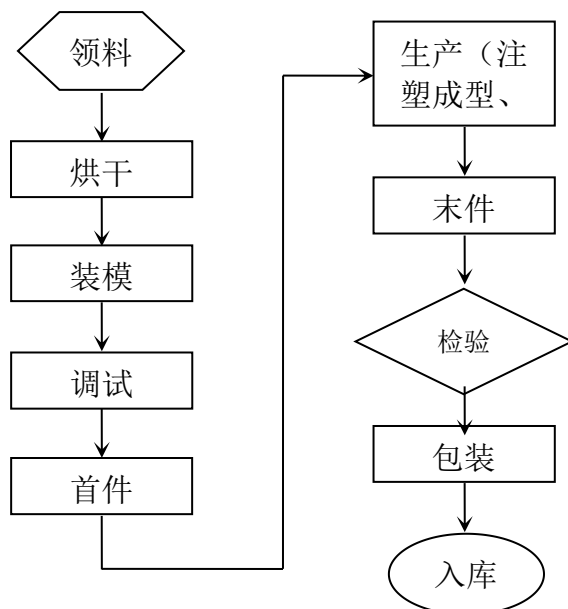 领料
烘干
装模
调试
首件
生产（注
塑成型、
末件
检验
包装
入库